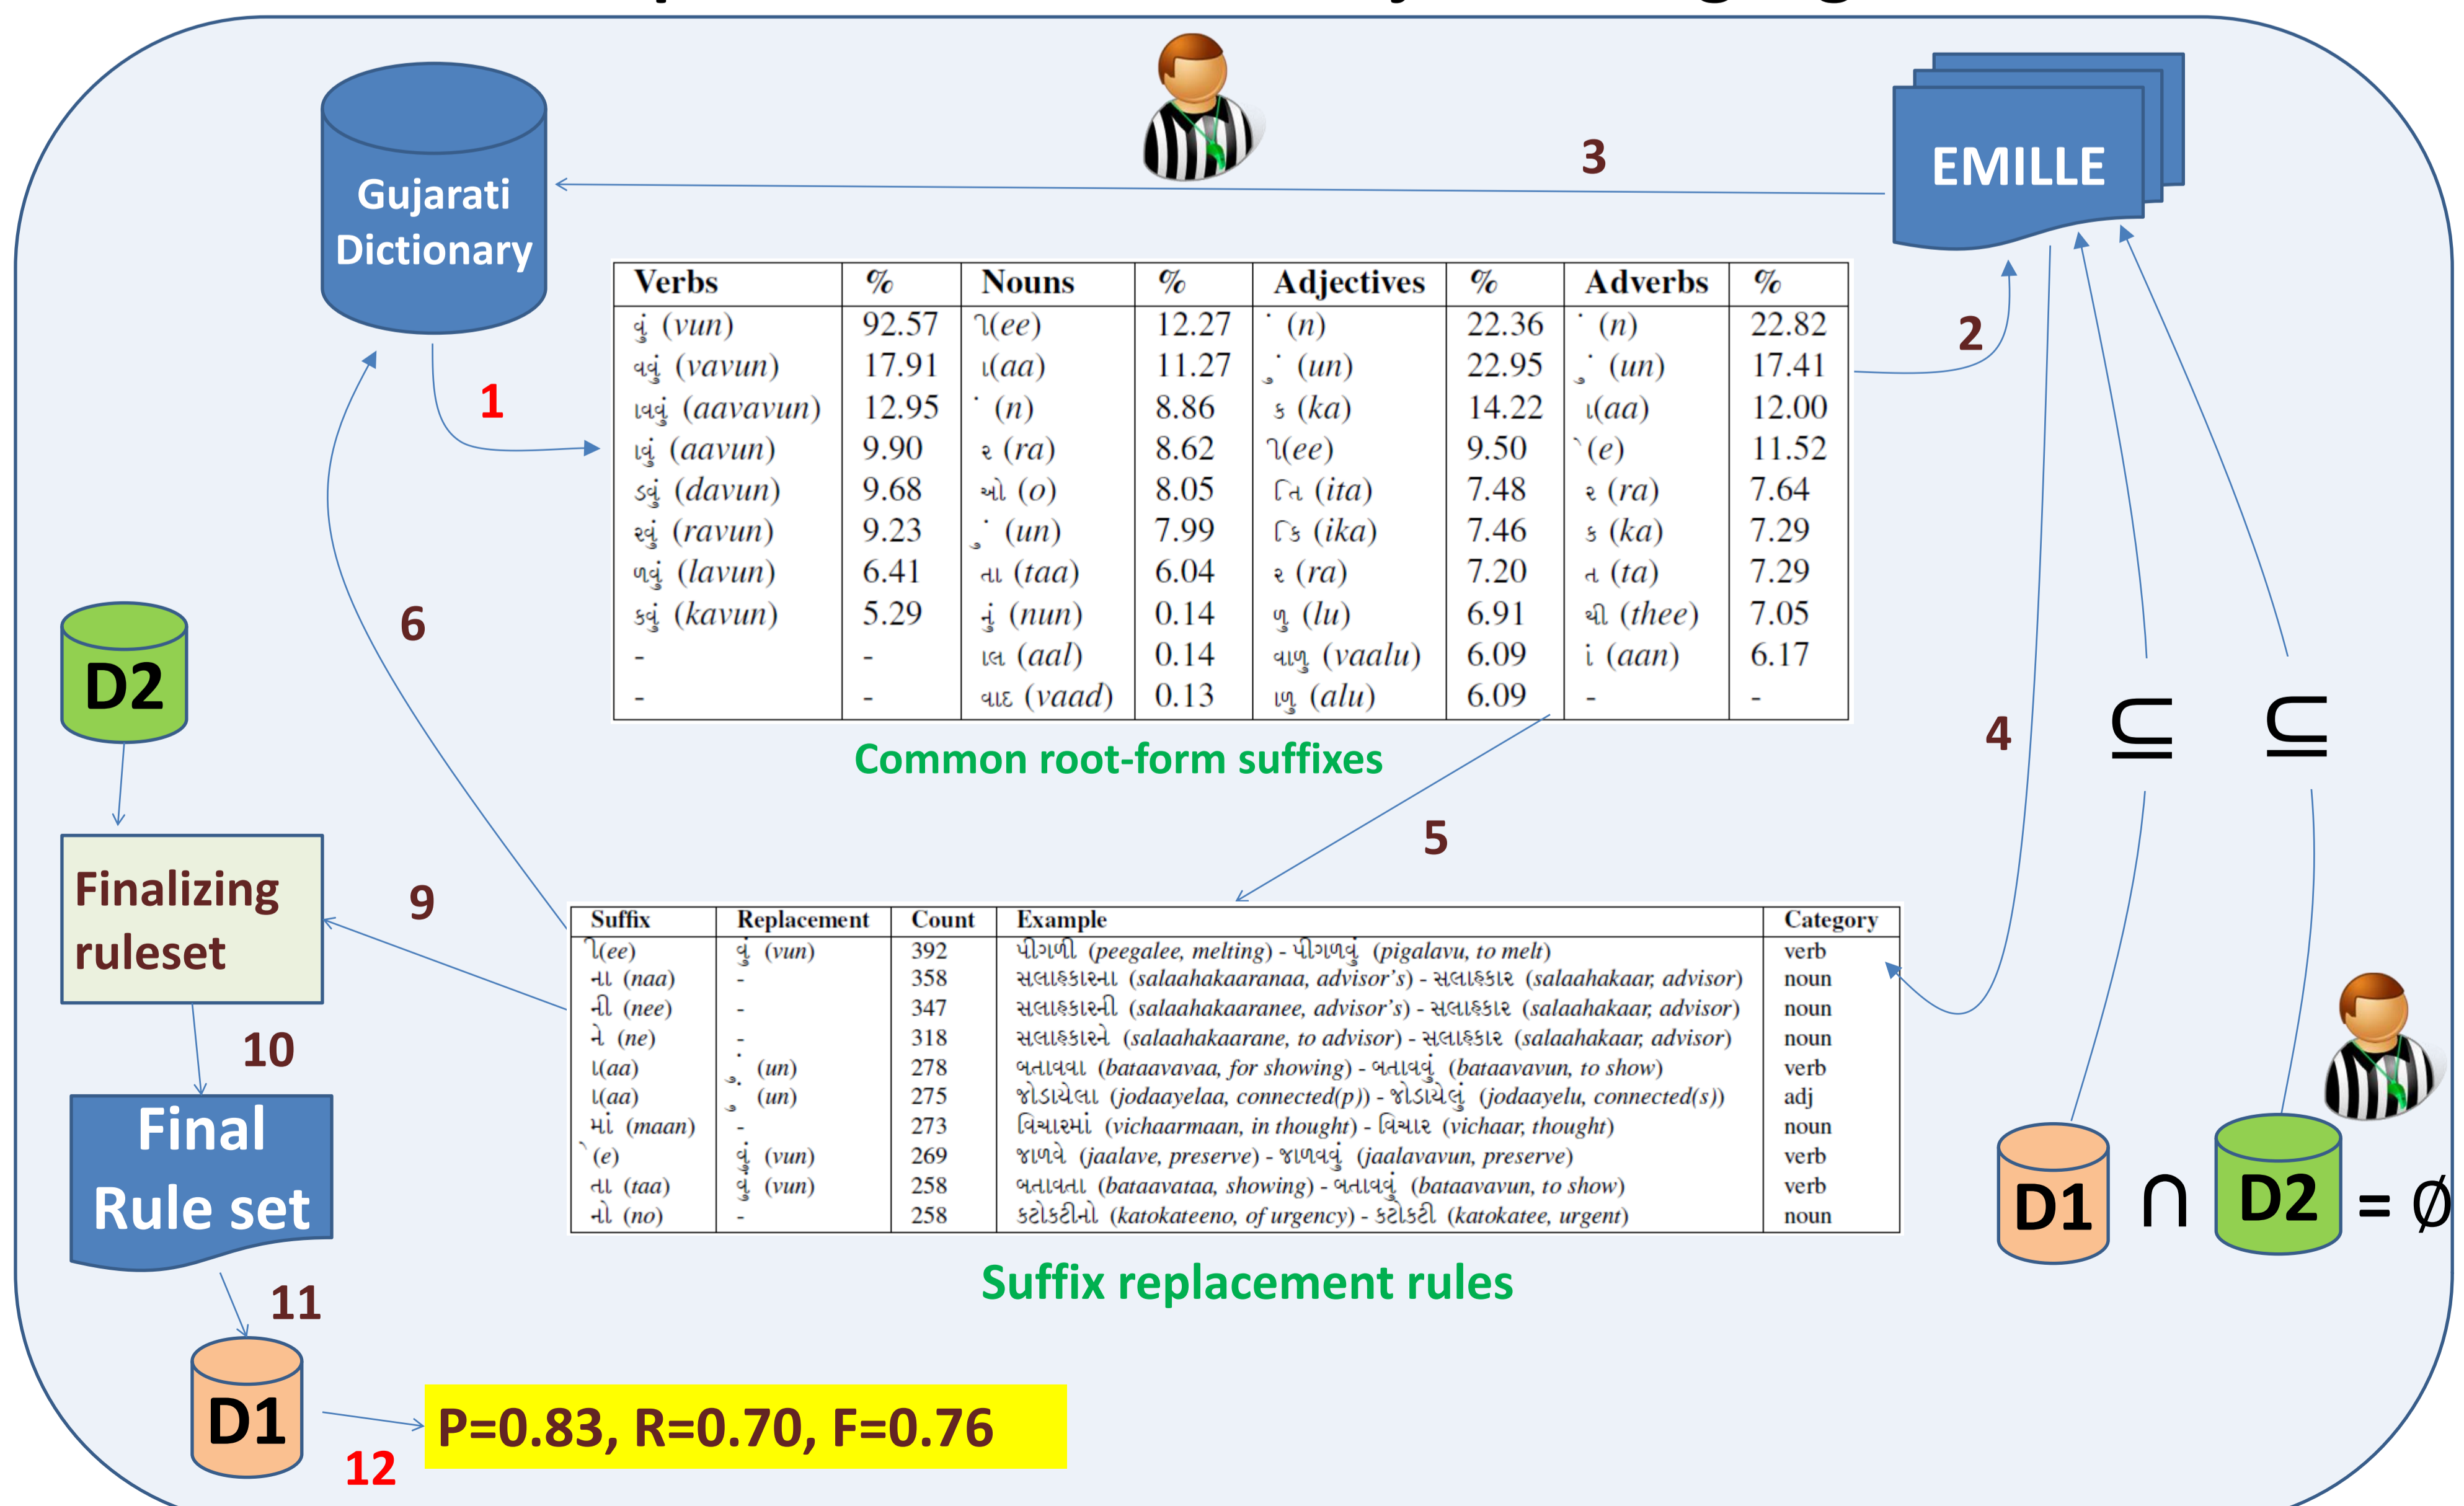 Gujarati
Dictionary
EMILLE
3
1
2
Verbs % Nouns % Adjectives % Adverbs %
વું (vun) 92.57 ી(ee) 12.27 ં (n) 22.36 ં (n) 22.82
વવું (vavun) 17.91 ા(aa) 11.27 ું (un) 22.95 ું (un) 17.41
ાવવું (aavavun) 12.95 ં (n) 8.86 ક (ka) 14.22 ા(aa) 12.00
ાવું (aavun) 9.90 ર (ra) 8.62 ી(ee) 9.50 ે(e) 11.52
ડવું (davun) 9.68 ઓ (o) 8.05 િત (ita) 7.48 ર (ra) 7.64
રવું (ravun) 9.23 ું (un) 7.99 િક (ika) 7.46 ક (ka) 7.29
ળવું (lavun) 6.41 તા (taa) 6.04 ર (ra) 7.20 ત (ta) 7.29
કવું (kavun) 5.29 નું (nun) 0.14 ળુ (lu) 6.91 થી (thee) 7.05
- - ાલ (aal) 0.14 વાળુ (vaalu) 6.09 ાં (aan) 6.17
- - વાદ (vaad) 0.13 ાળુ (alu) 6.09 - -
Common root-form suffixes
6
D2
4
⊆ ⊆
5
Finalizing
ruleset
9
Suffix Replacement Count Example Category
ી(ee) વું (vun) 392 પીગળી (peegalee, melting) - પીગળવું (pigalavu, to melt) verb
ના (naa) - 358 સલાહકારના (salaahakaaranaa, advisor's) - સલાહકાર (salaahakaar, advisor) noun
ની (nee) - 347 સલાહકારની (salaahakaaranee, advisor's) - સલાહકાર (salaahakaar, advisor) noun
ને (ne) - 318 સલાહકારને (salaahakaarane, to advisor) - સલાહકાર (salaahakaar, advisor) noun
ા(aa) ું (un) 278 બતાવવા (bataavavaa, for showing) - બતાવવું (bataavavun, to show) verb
ા(aa) ું (un) 275 જોડાયેલા (jodaayelaa, connected(p)) - જોડાયેલું (jodaayelu, connected(s)) adj
માં (maan) - 273 વિચારમાં (vichaarmaan, in thought) - વિચાર (vichaar, thought) noun
ે(e) વું (vun) 269 જાળવે (jaalave, preserve) - જાળવવું (jaalavavun, preserve) verb
તા (taa) વું (vun) 258 બતાવતા (bataavataa, showing) - બતાવવું (bataavavun, to show) verb
નો (no) - 258 કટોકટીનો (katokateeno, of urgency) - કટોકટી (katokatee, urgent) noun
Suffix replacement rules
10
Final
Rule set
D1 ∩ D2 = ∅
11
D1
P=0.83, R=0.70, F=0.76
12